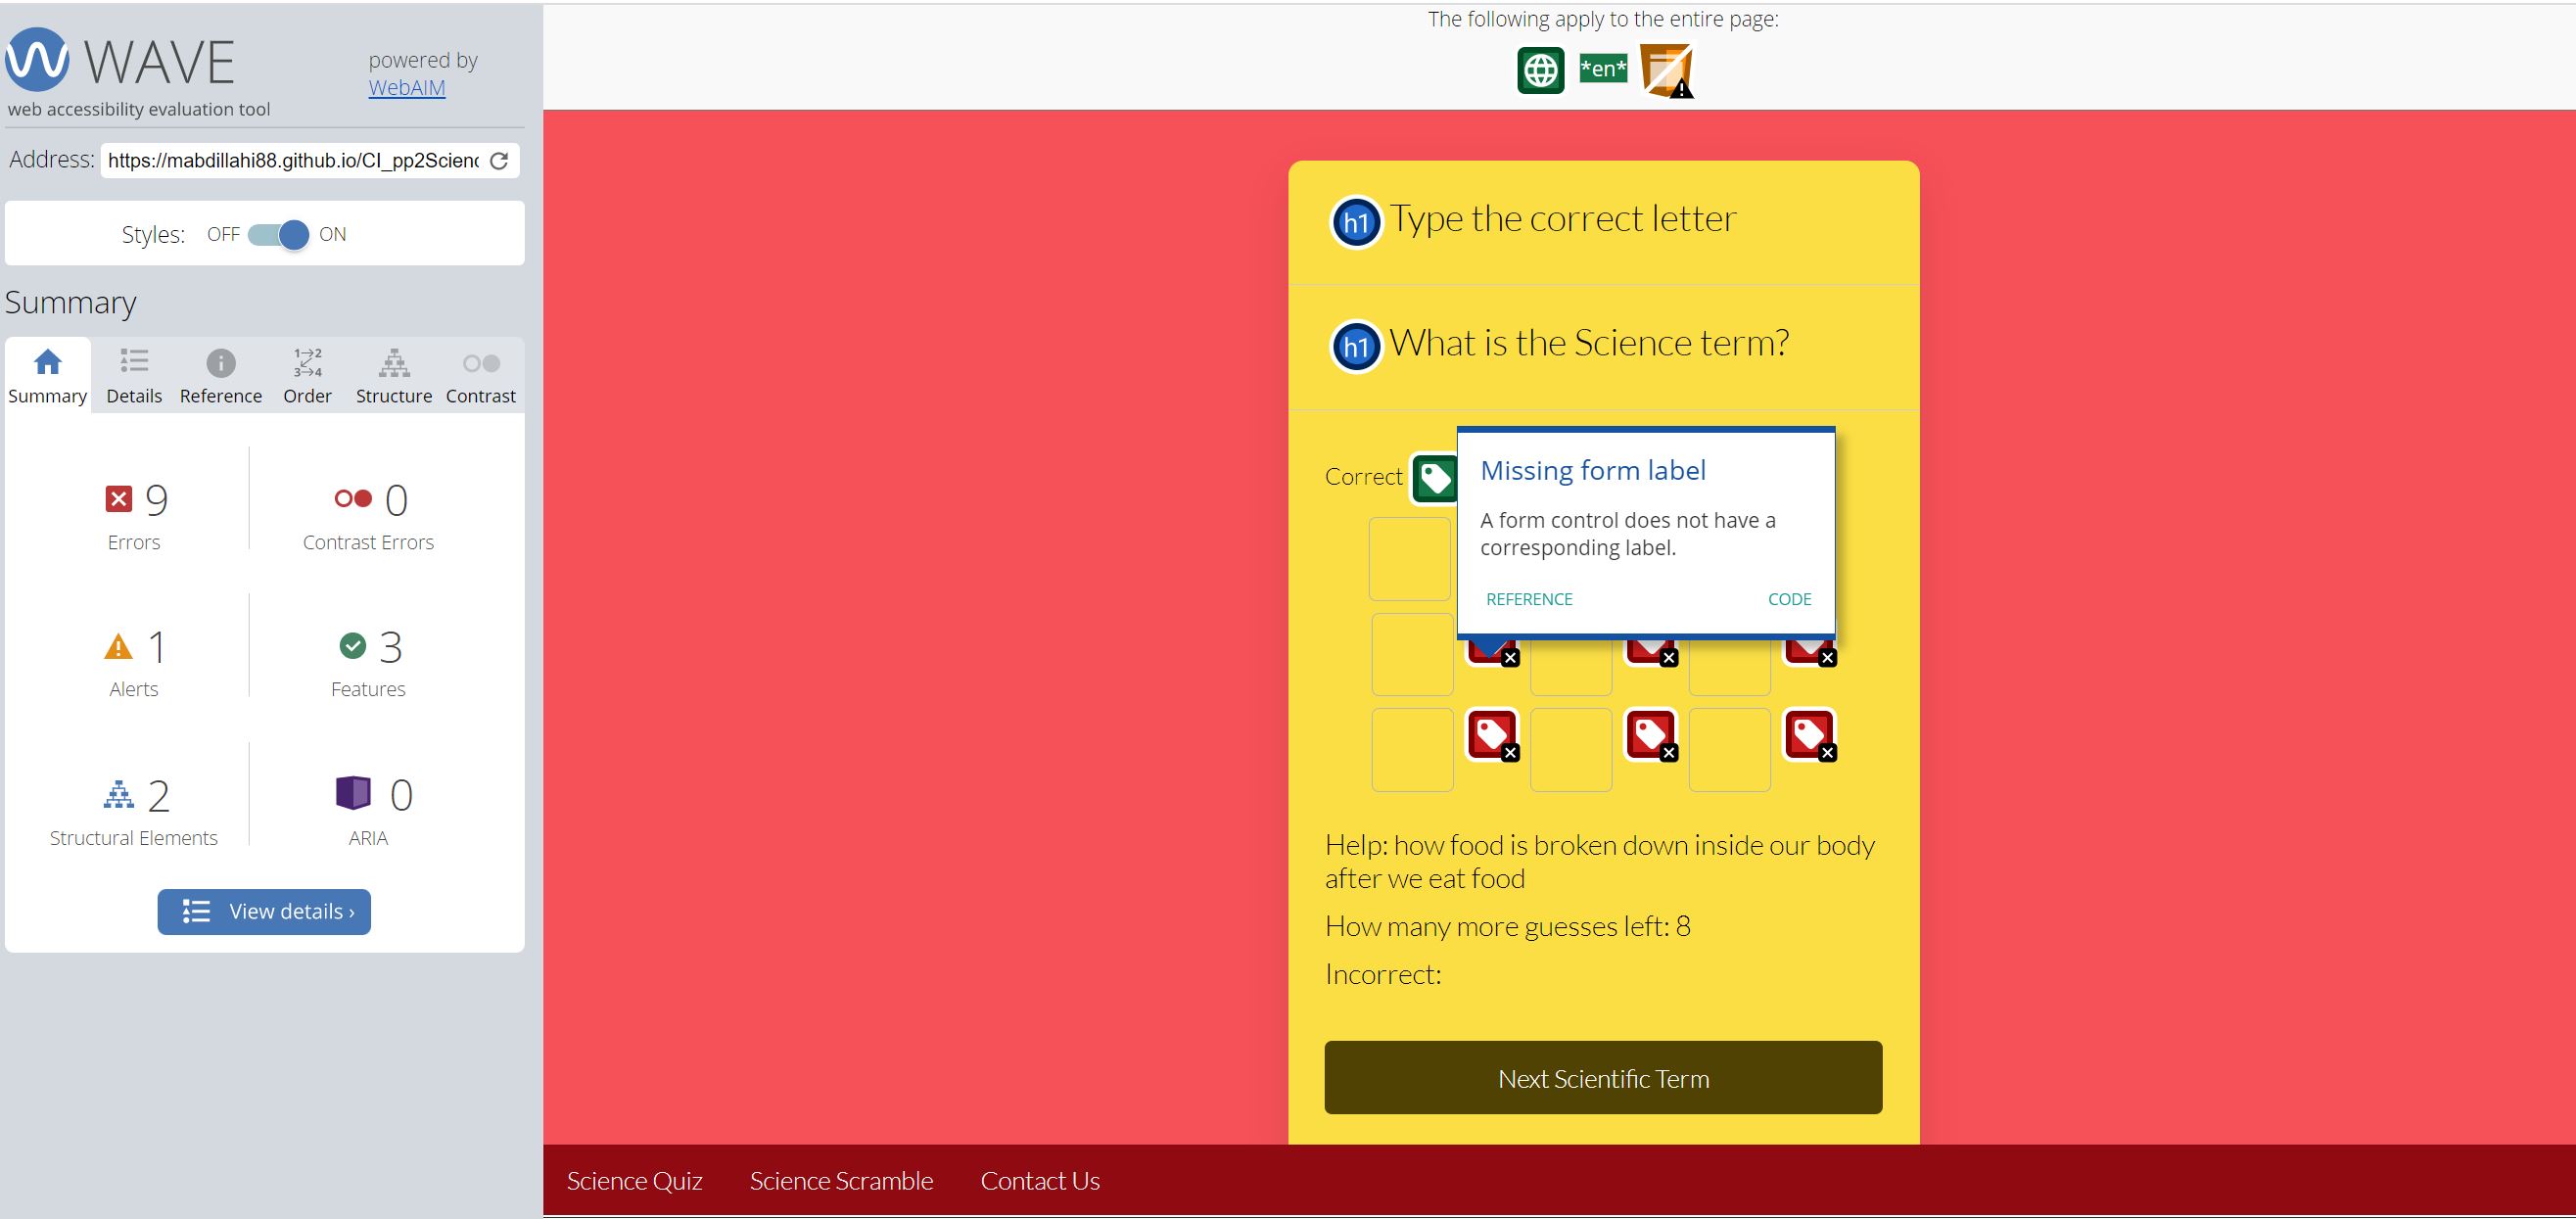 WAVE
powered by
WebAIM
web accessibility evaluation tool
Address: https://mabdillahi88.github.io/CI_pp2Scienc
Styles: OFF ON
Summary
Summary Details Reference Order Structure Contrast
9
Errors
0
Contrast Errors
1
Alerts
3
Features
2
Structural Elements
0
ARIA
View details ›
The following apply to the entire page:
*en*
h1 Type the correct letter
h1 What is the Science term?
Correct
Missing form label
A form control does not have a
corresponding label.
REFERENCE CODE
Help: how food is broken down inside our body
after we eat food
How many more guesses left: 8
Incorrect:
Next Scientific Term
Science Quiz Science Scramble Contact Us